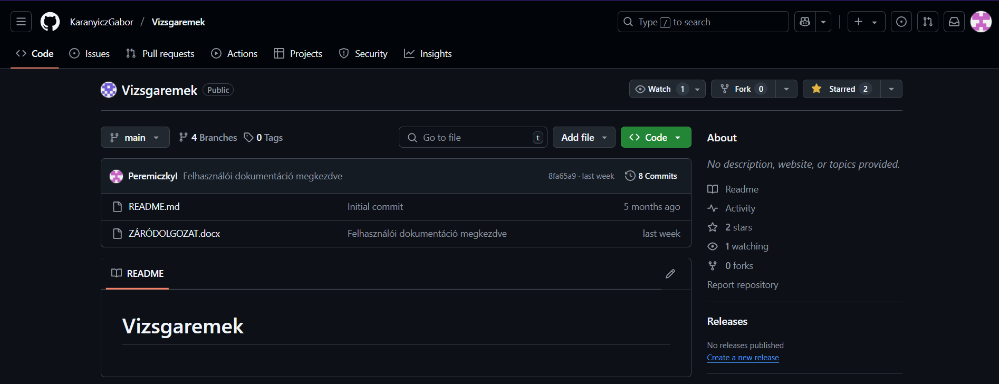 KaranyiczGabor / Vizsgaremek
Type / to search
Code
Issues
Pull requests
Actions
Projects
Security
Insights
Vizsgaremek Public
Watch 1
Fork 0
Starred 2
main
4 Branches
0 Tags
Go to file t
Add file
Code
PeremiczkyI Felhasználói dokumentáció megkezdve 8fa65a9 · last week 8 Commits
README.md Initial commit 5 months ago
ZÁRÓDOLGOZAT.docx Felhasználói dokumentáció megkezdve last week
README
Vizsgaremek
About
No description, website, or topics provided.
Readme
Activity
2 stars
1 watching
0 forks
Report repository
Releases
No releases published
Create a new release